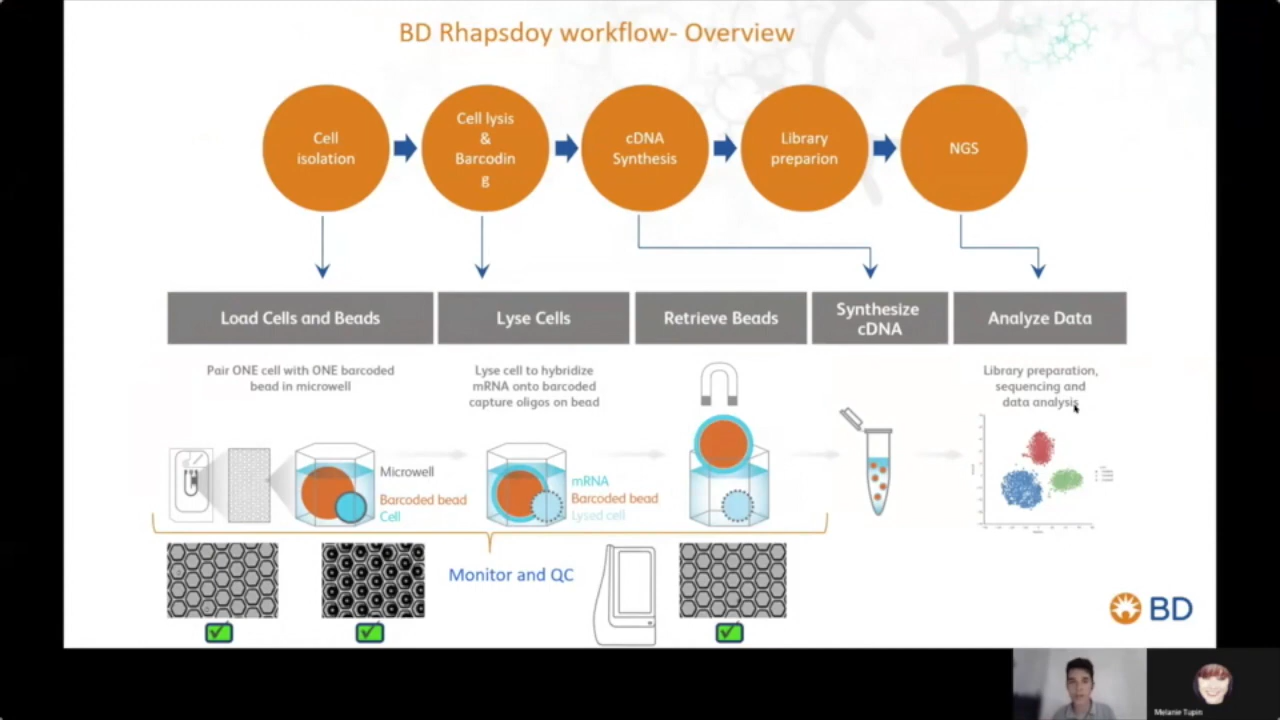 BD Rhapsdoy workflow- Overview
Cell
isolation
Cell lysis
&
Barcodin
g
cDNA
Synthesis
Library
preparion
NGS
Load Cells and Beads
Lyse Cells
Retrieve Beads
Synthesize
cDNA
Analyze Data
Pair ONE cell with ONE barcoded
bead in microwell
Lyse cell to hybridize
mRNA onto barcoded
capture oligos on bead
Library preparation,
sequencing and
data analysis
Microwell
Barcoded bead
Cell
mRNA
Barcoded bead
Lysed cell
Monitor and QC
BD
Melanie Tupin